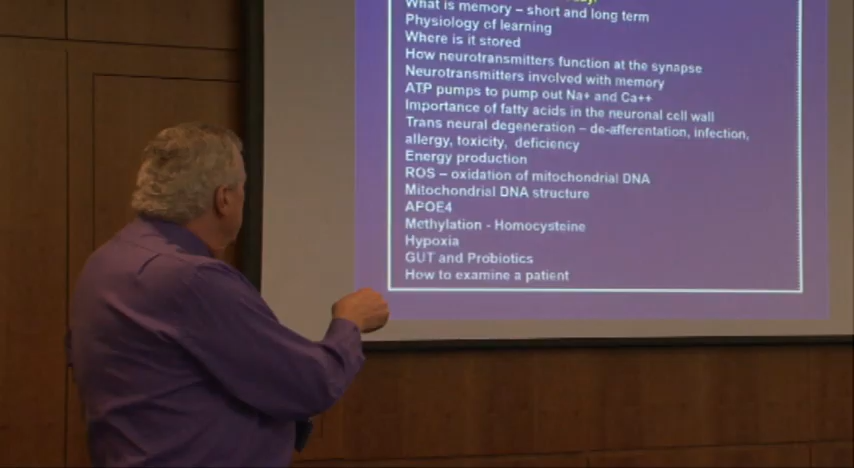 What is memory – short and long term
Physiology of learning
Where is it stored
How neurotransmitters function at the synapse
Neurotransmitters involved with memory
ATP pumps to pump out Na+ and Ca++
Importance of fatty acids in the neuronal cell wall
Trans neural degeneration – de-afferentation, infection,
allergy, toxicity, deficiency
Energy production
ROS – oxidation of mitochondrial DNA
Mitochondrial DNA structure
APOE4
Methylation - Homocysteine
Hypoxia
GUT and Probiotics
How to examine a patient